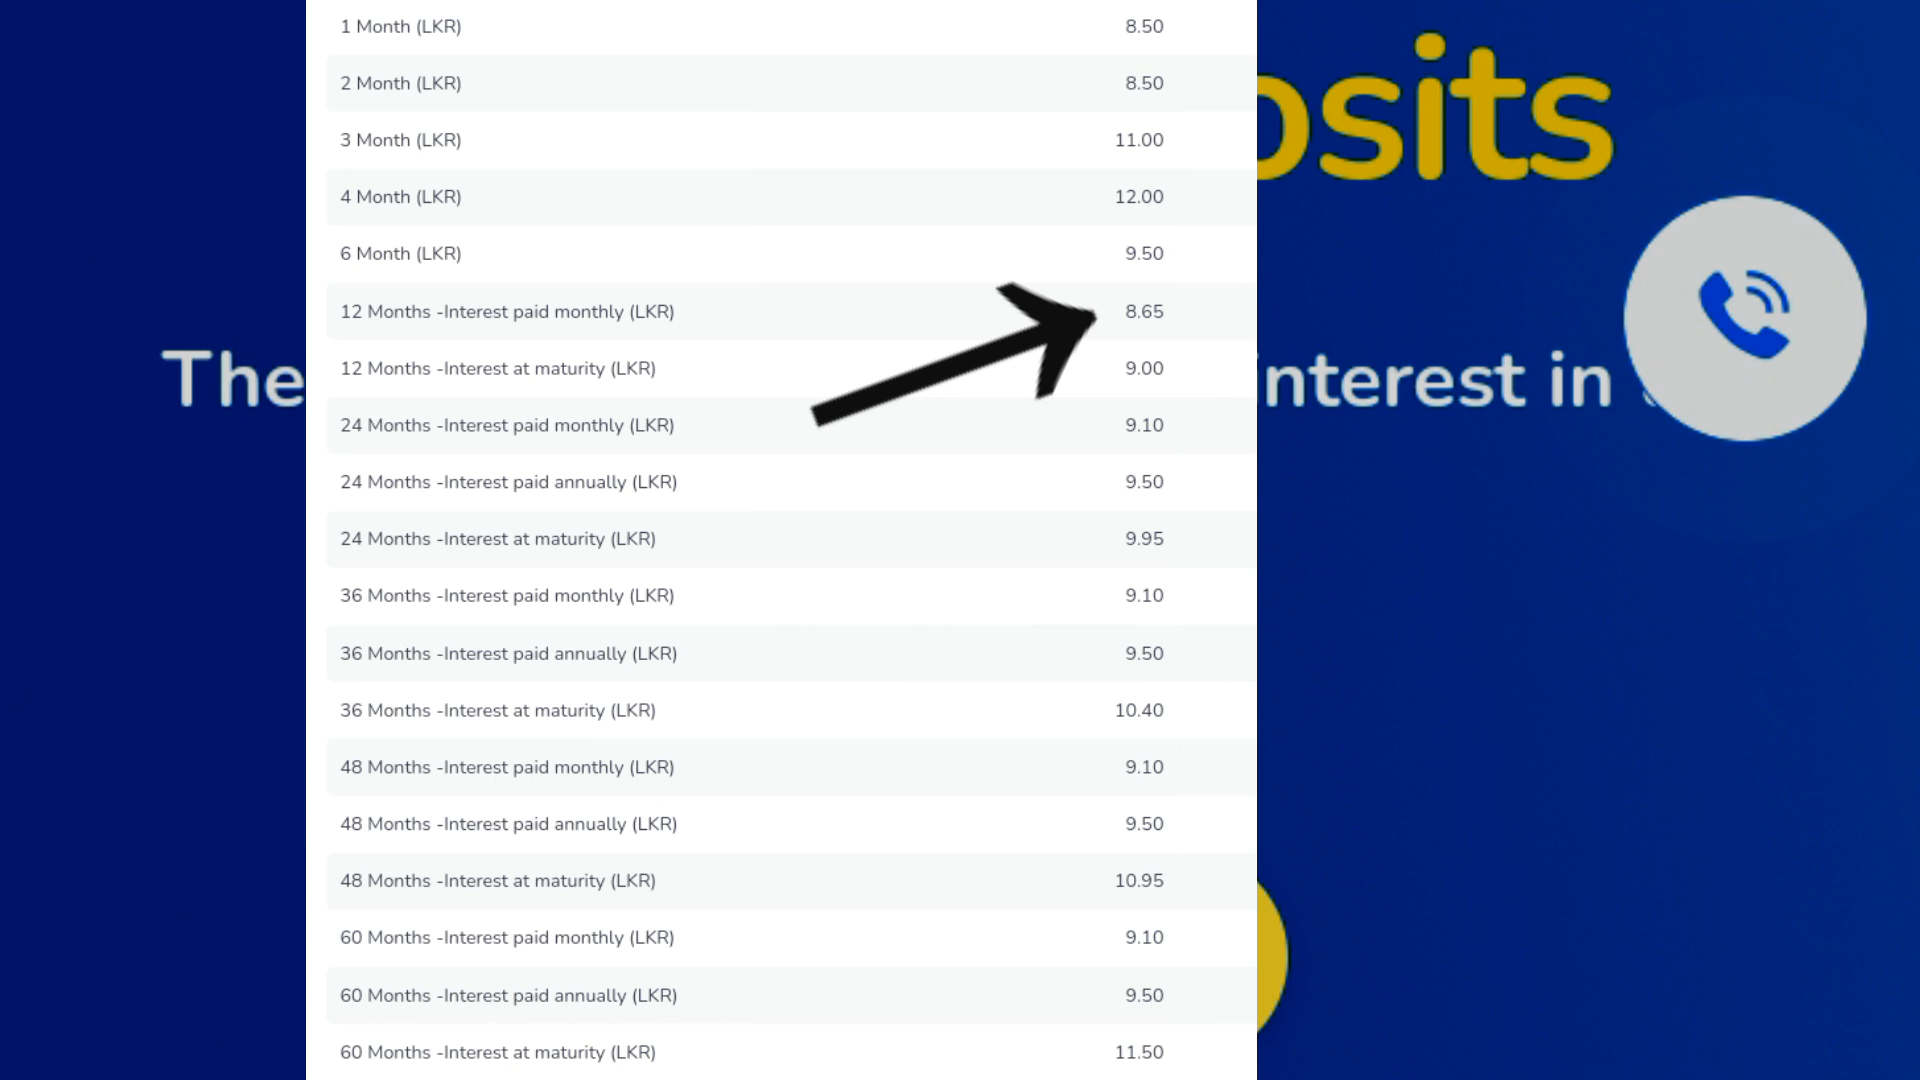 1 Month (LKR) 8.50
2 Month (LKR) 8.50
3 Month (LKR) 11.00
4 Month (LKR) 12.00
6 Month (LKR) 9.50
12 Months -Interest paid monthly (LKR) 8.65
12 Months -Interest at maturity (LKR) 9.00
24 Months -Interest paid monthly (LKR) 9.10
24 Months -Interest paid annually (LKR) 9.50
24 Months -Interest at maturity (LKR) 9.95
36 Months -Interest paid monthly (LKR) 9.10
36 Months -Interest paid annually (LKR) 9.50
36 Months -Interest at maturity (LKR) 10.40
48 Months -Interest paid monthly (LKR) 9.10
48 Months -Interest paid annually (LKR) 9.50
48 Months -Interest at maturity (LKR) 10.95
60 Months -Interest paid monthly (LKR) 9.10
60 Months -Interest paid annually (LKR) 9.50
60 Months -Interest at maturity (LKR) 11.50
osits
The nterest in